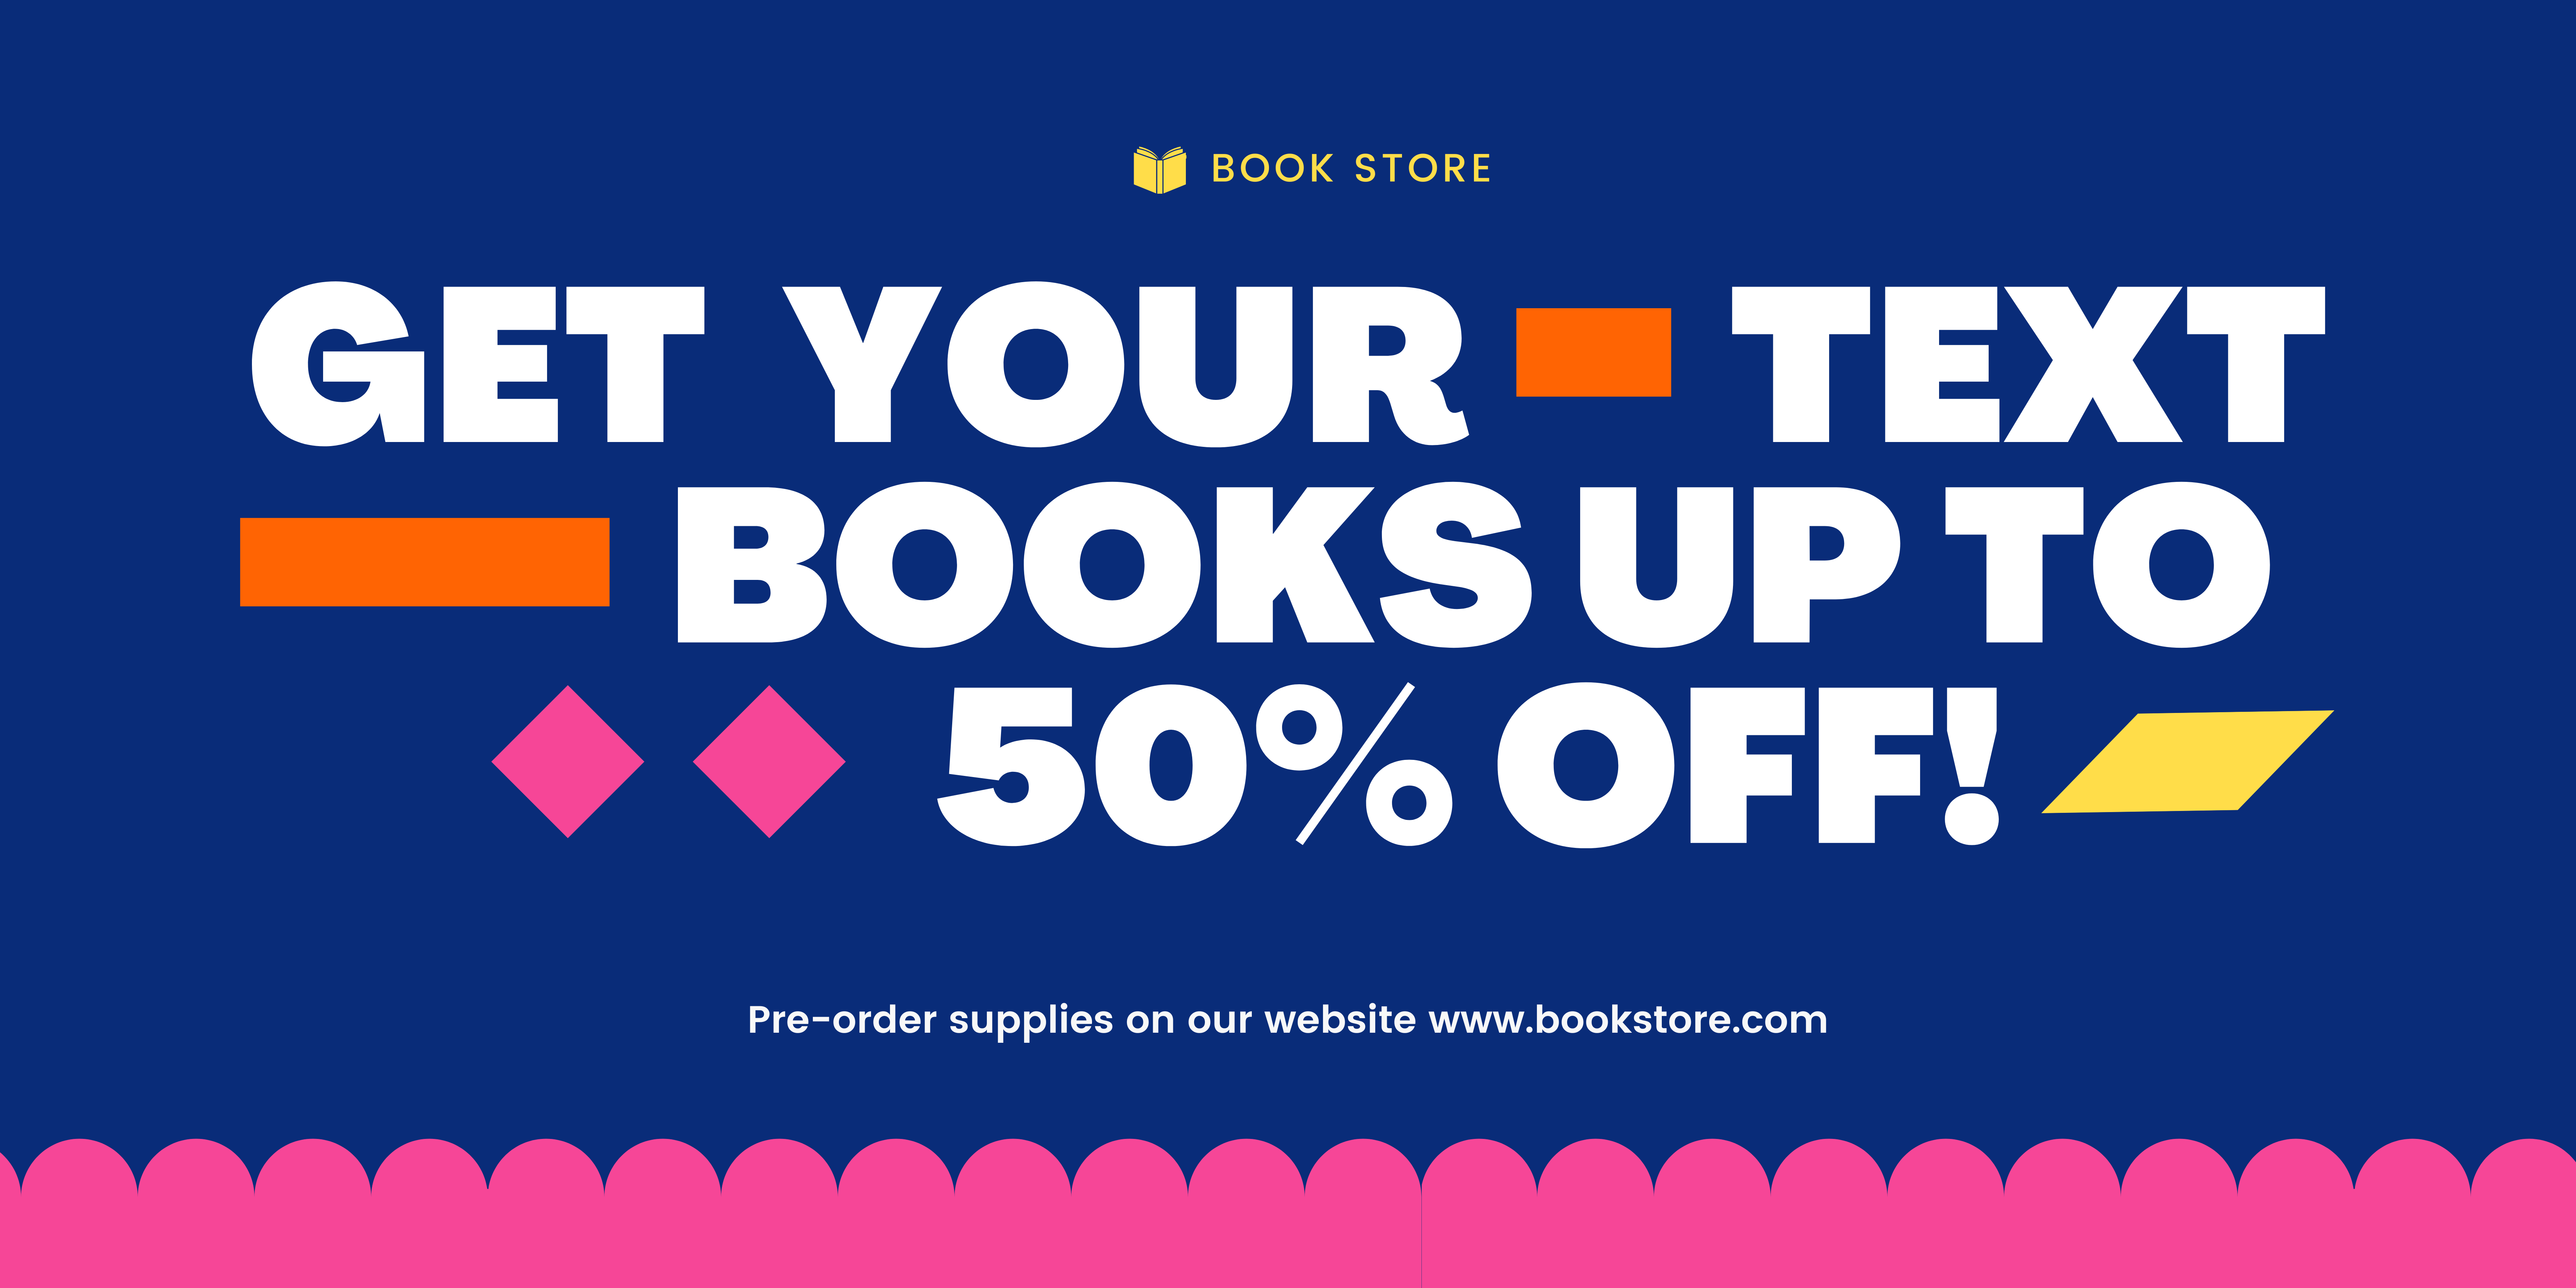 BOOK STORE
GET YOUR TEXT
BOOKS UP TO
50% OFF!
Pre-order supplies on our website www.bookstore.com